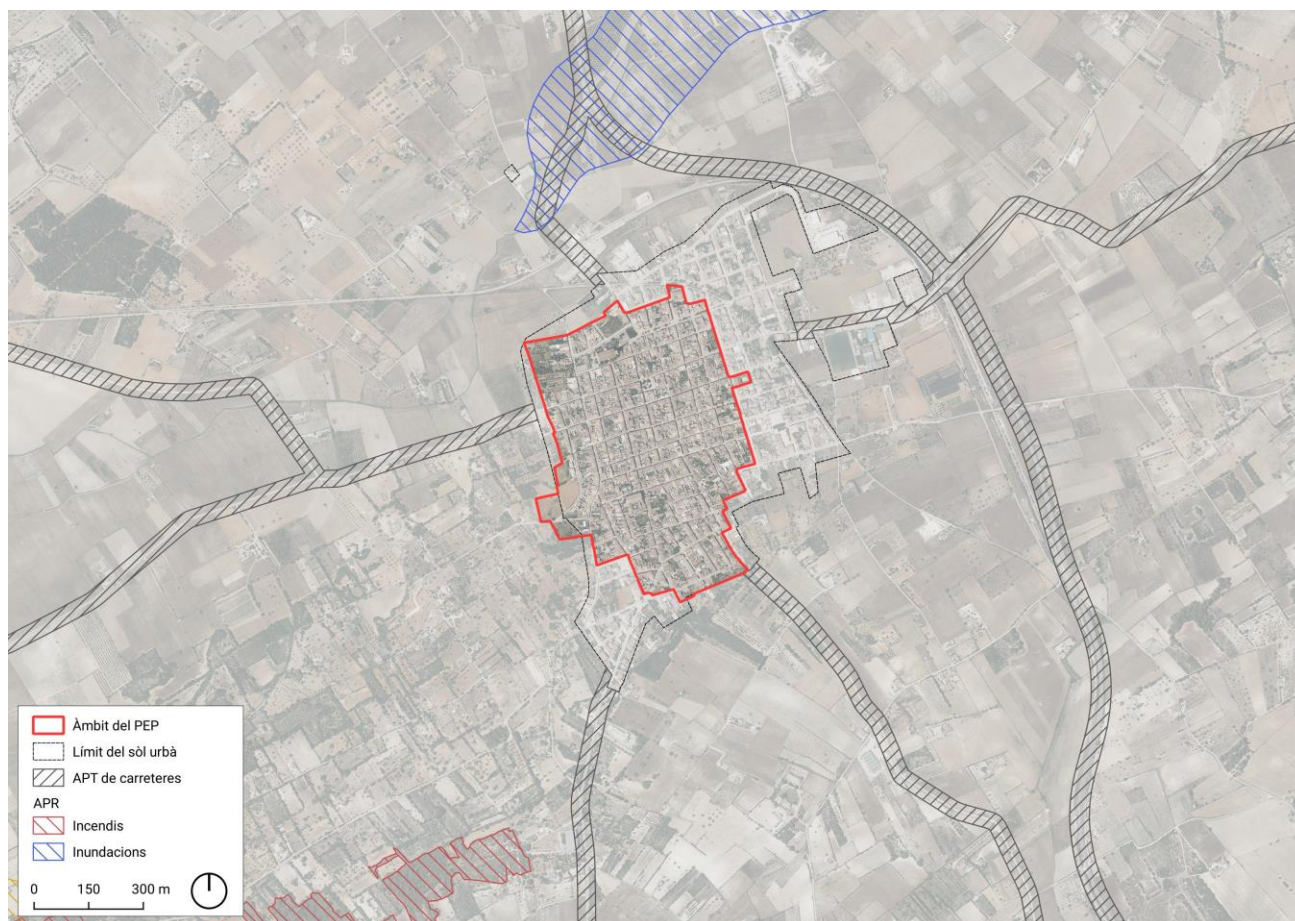 Àmbit del PEP
Límit del sòl urbà
APT de carreteres
APR
Incendis
Inundacions
0 150 300 m